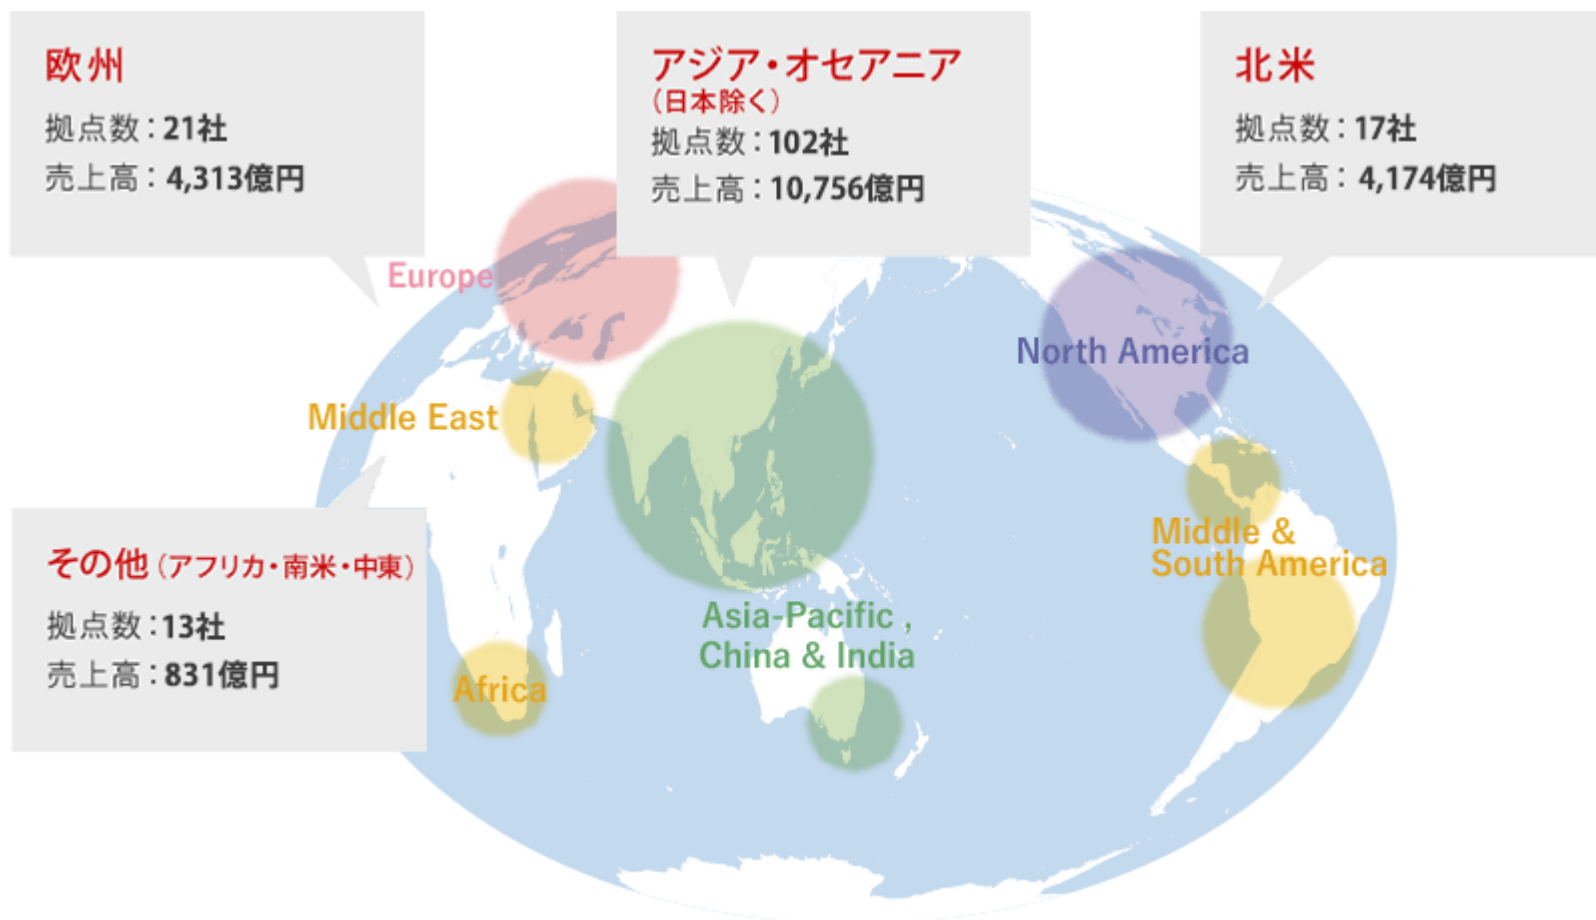 欧州
拠点数：21社
売上高：4,313億円
アジア・オセアニア
（日本除く）
拠点数：102社
売上高：10,756億円
北米
拠点数：17社
売上高：4,174億円
Europe
North America
Middle East
Middle &
South America
その他（アフリカ・南米・中東）
拠点数：13社
売上高：831億円
Asia-Pacific ,
China & India
Africa